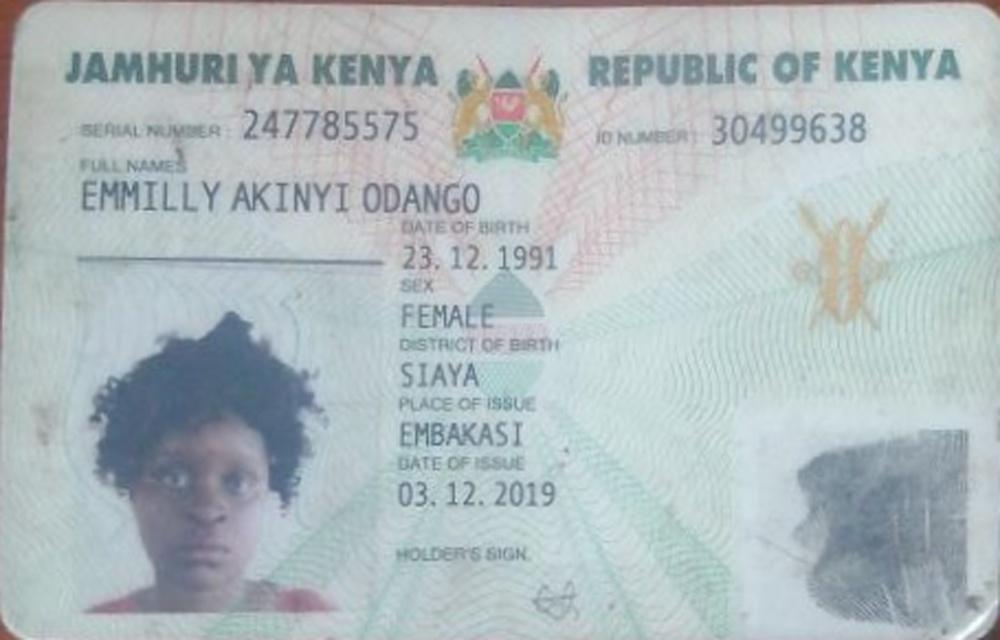 JAMHURI YA KENYA REPUBLIC OF KENYA
SERIAL NUMBER : 247785575 ID NUMBER : 30499638
FULL NAMES
EMMILLY AKINYI ODANGO
DATE OF BIRTH
23. 12. 1991
SEX
FEMALE
DISTRICT OF BIRTH
SIAYA
PLACE OF ISSUE
EMBAKASI
DATE OF ISSUE
03. 12. 2019
HOLDER'S SIGN.